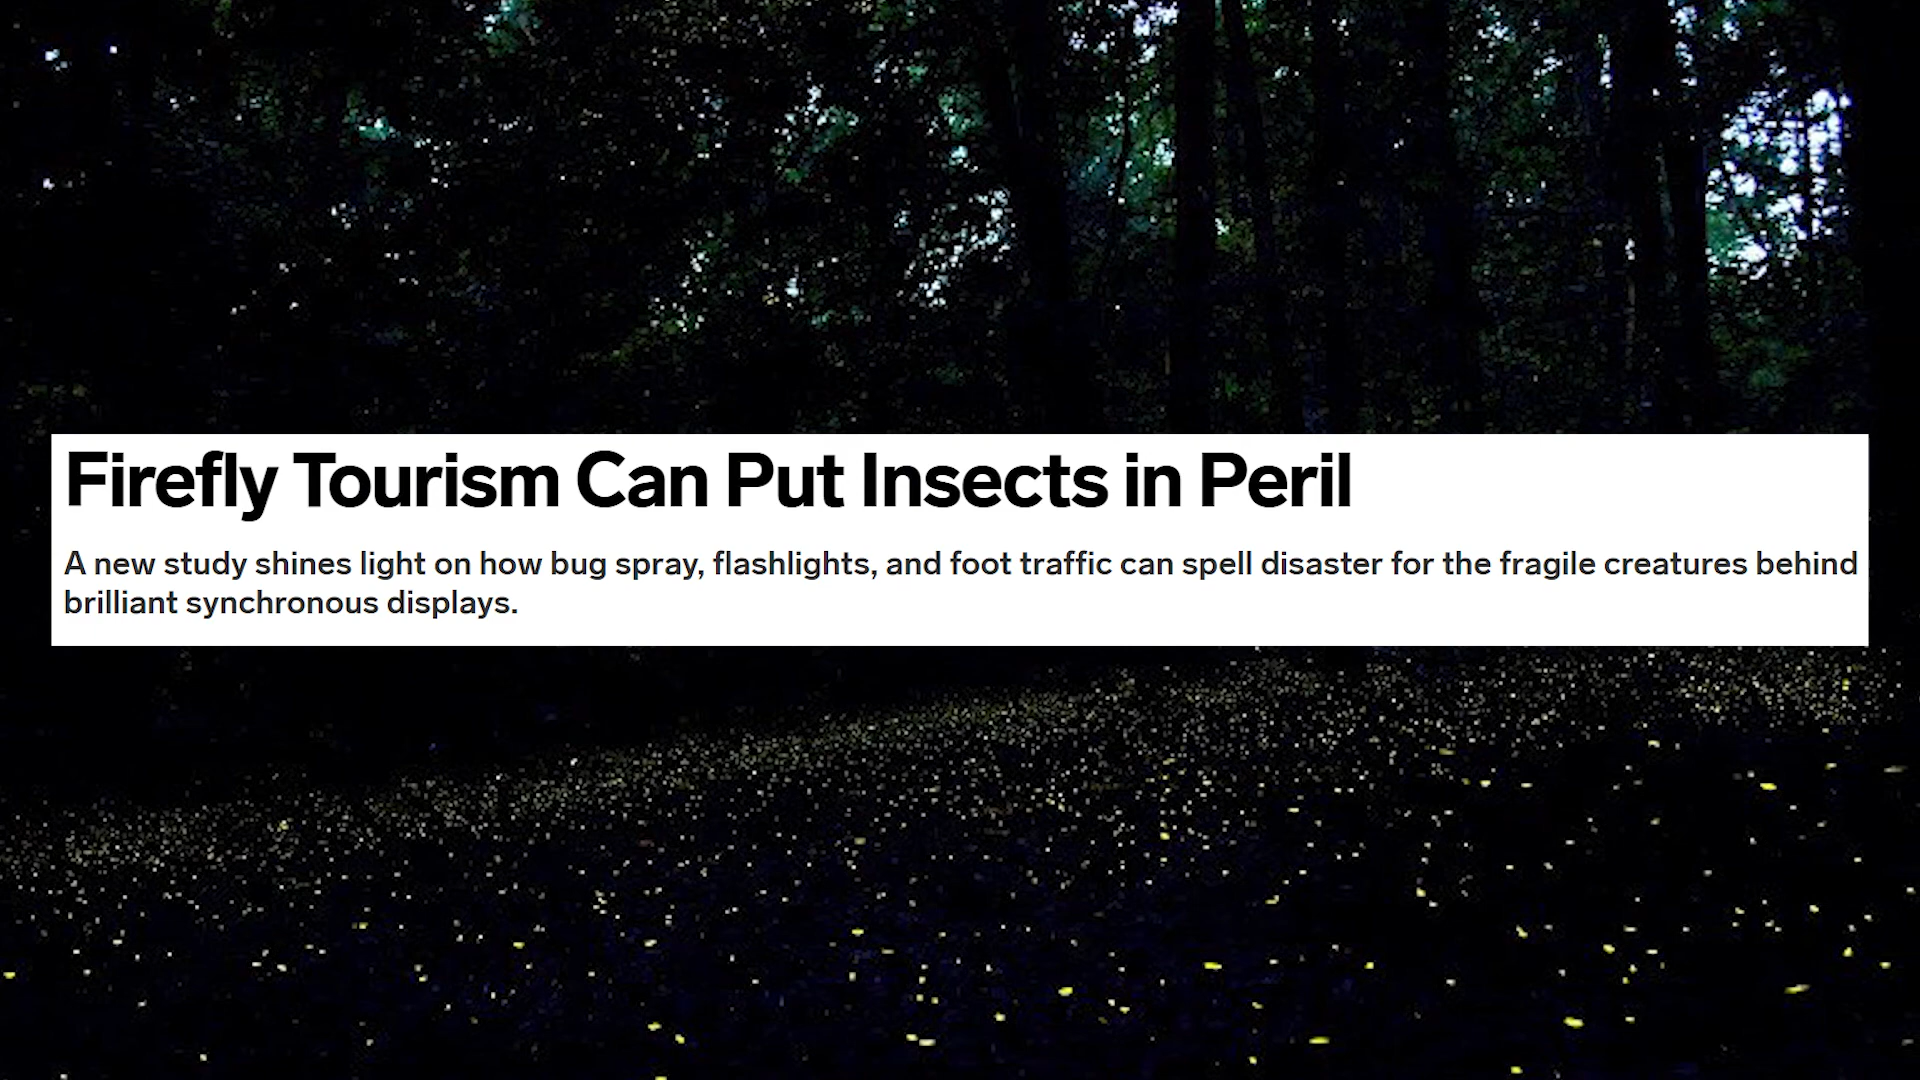 Firefly Tourism Can Put Insects in Peril
A new study shines light on how bug spray, flashlights, and foot traffic can spell disaster for the fragile creatures behind
brilliant synchronous displays.